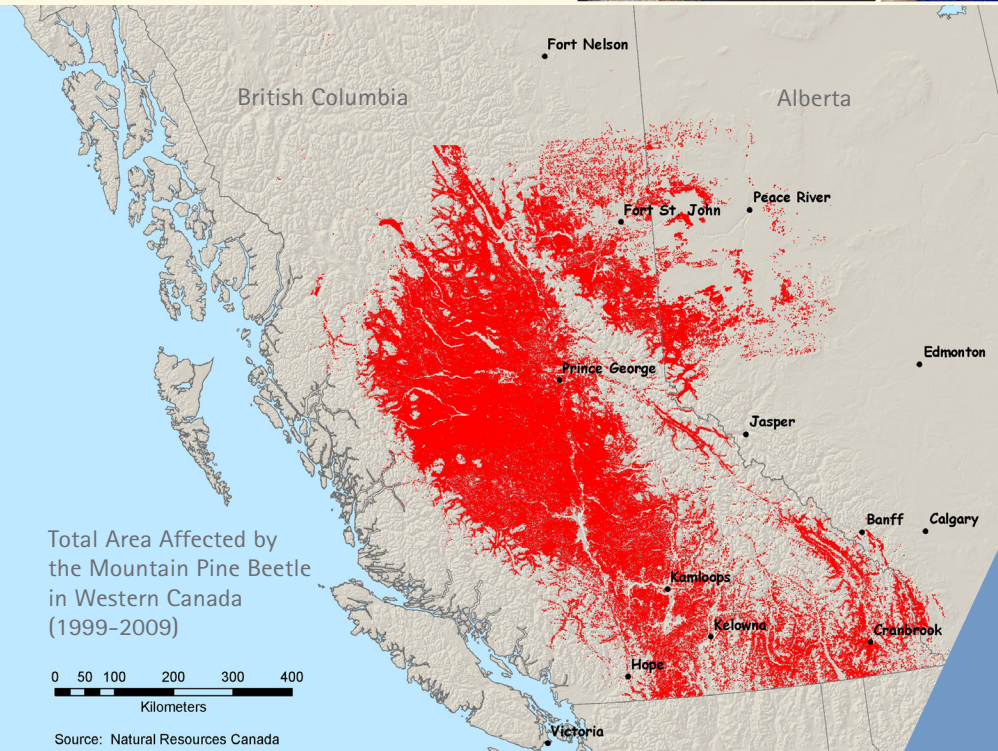 Fort Nelson
British Columbia
Alberta
Peace River
Fort St. John
Edmonton
Prince George
Jasper
Banff
Calgary
Total Area Affected by
the Mountain Pine Beetle
in Western Canada
(1999-2009)
Kamloops
Kelowna
Cranbrook
Hope
0 50 100 200 300 400
Kilometers
Victoria
Source: Natural Resources Canada